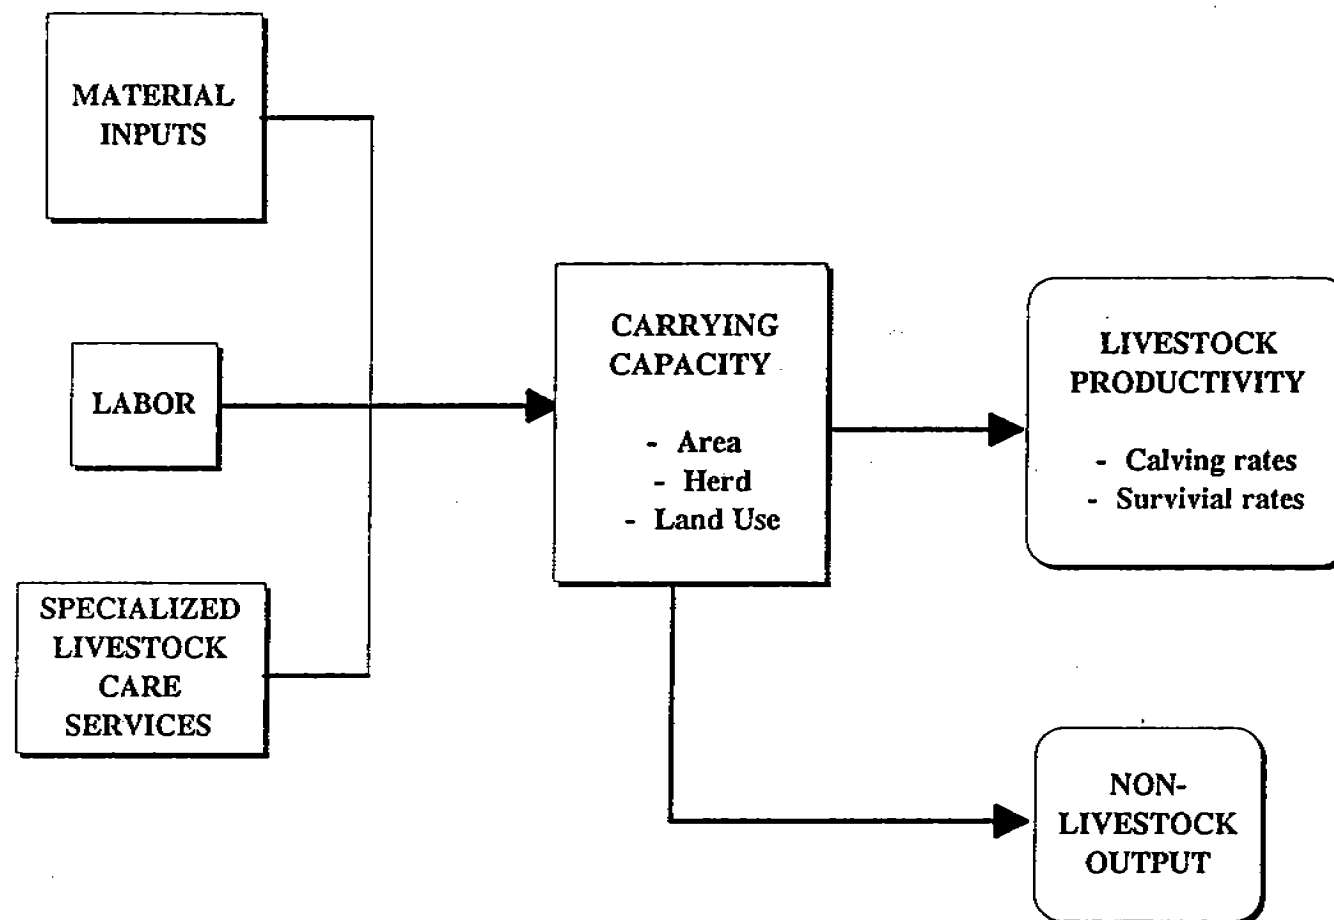 MATERIAL
INPUTS
LABOR
SPECIALIZED
LIVESTOCK
CARE
SERVICES
CARRYING
CAPACITY
- Area
- Herd
- Land Use
LIVESTOCK
PRODUCTIVITY
- Calving rates
- Survivial rates
NON-
LIVESTOCK
OUTPUT